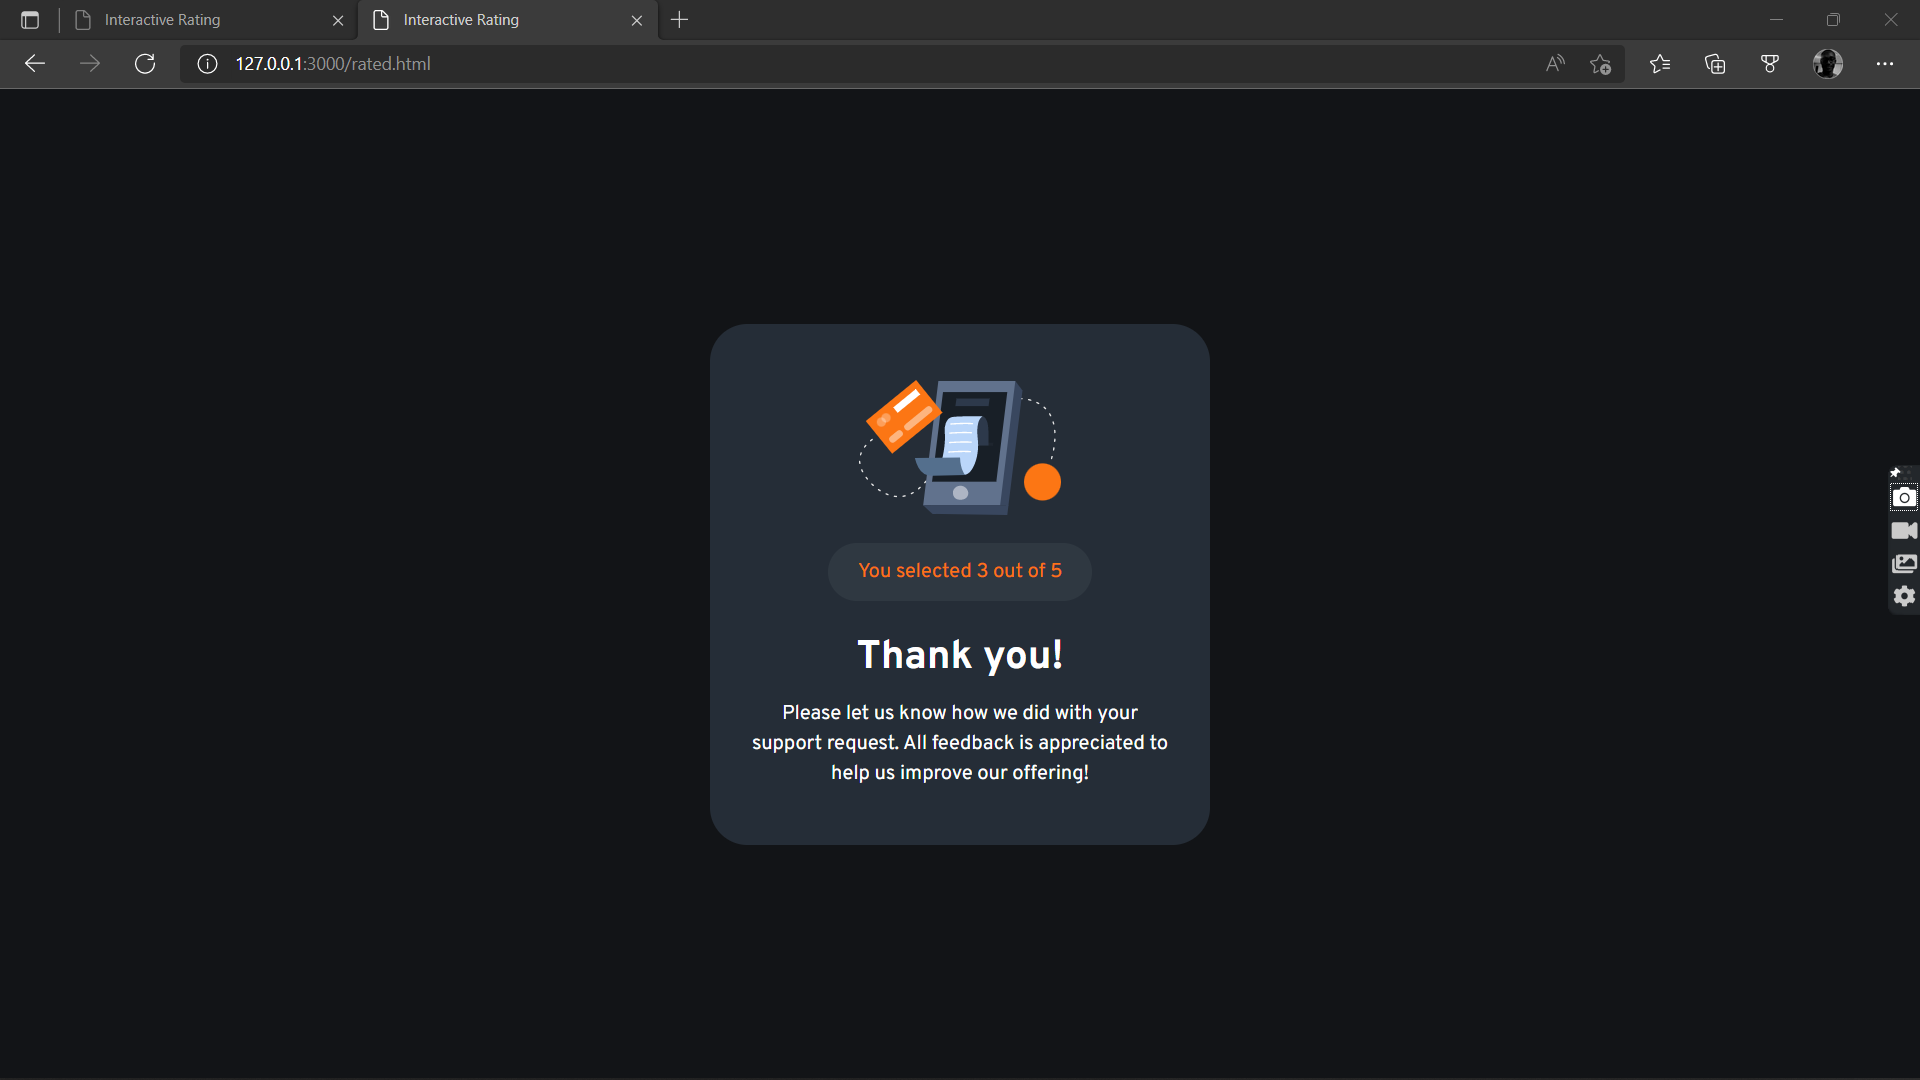 Interactive Rating
Interactive Rating
127.0.0.1:3000/rated.html
You selected 3 out of 5
Thank you!
Please let us know how we did with your
support request. All feedback is appreciated to
help us improve our offering!